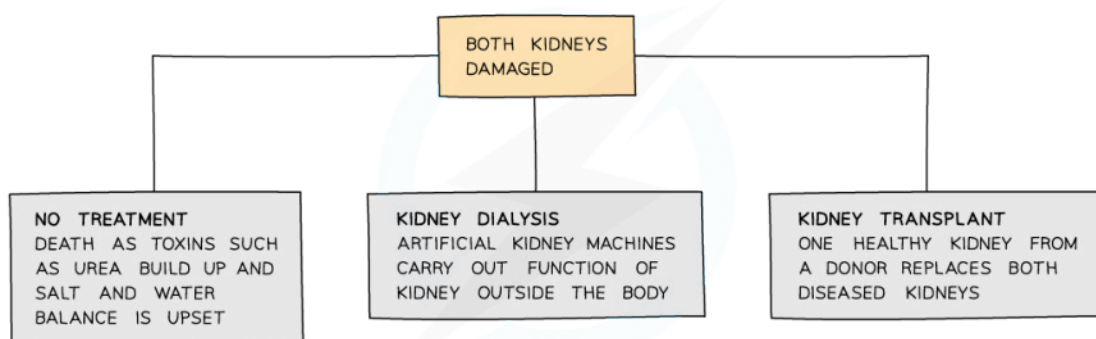 BOTH KIDNEYS
DAMAGED
NO TREATMENT
DEATH AS TOXINS SUCH
AS UREA BUILD UP AND
SALT AND WATER
BALANCE IS UPSET
KIDNEY DIALYSIS
ARTIFICIAL KIDNEY MACHINES
CARRY OUT FUNCTION OF
KIDNEY OUTSIDE THE BODY
KIDNEY TRANSPLANT
ONE HEALTHY KIDNEY FROM
A DONOR REPLACES BOTH
DISEASED KIDNEYS